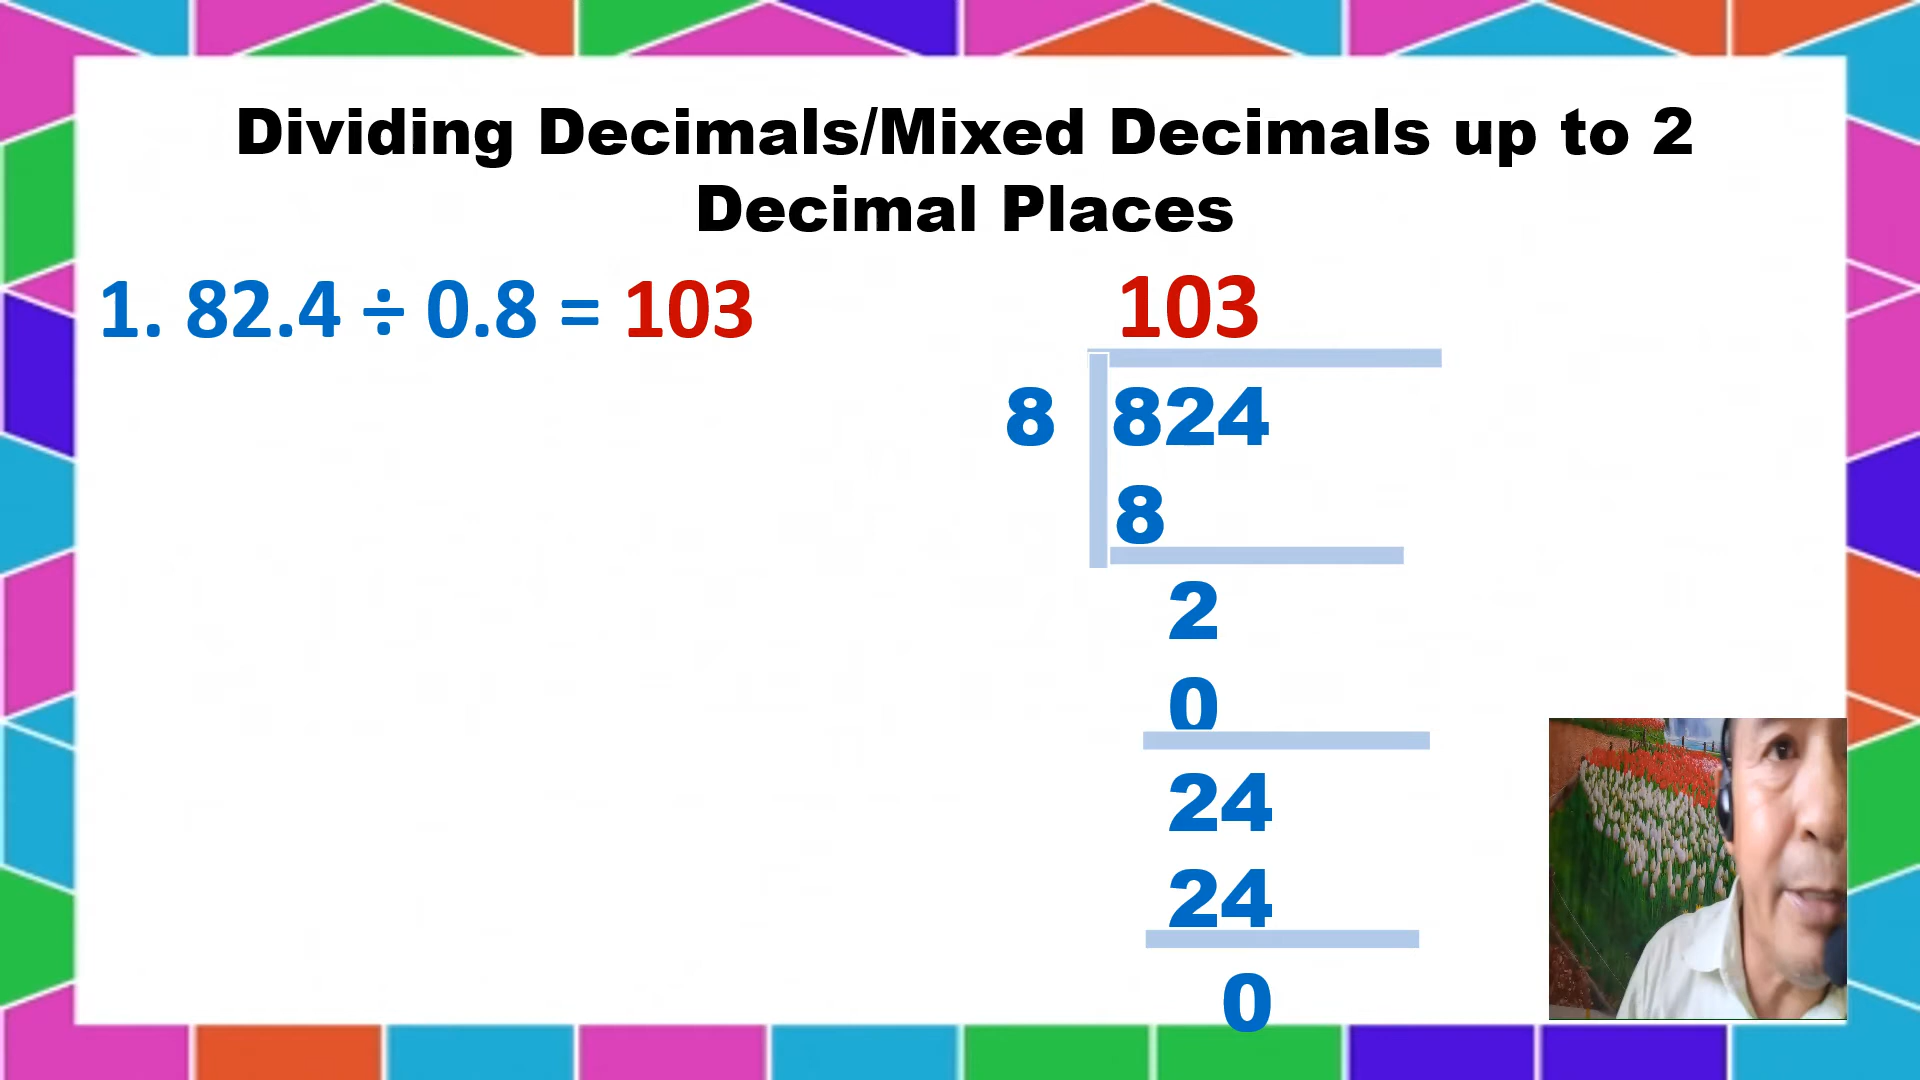 Dividing Decimals/Mixed Decimals up to 2
Decimal Places
1. 82.4 ÷ 0.8 = 103
103
8 824
8
2
0
24
24
0